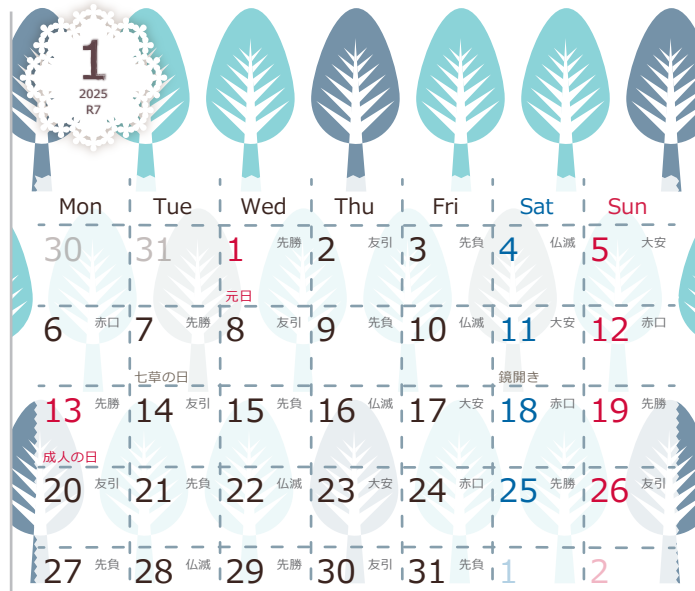 1
2025
R7
Mon Tue Wed Thu Fri Sat Sun
30 31 1 先勝 2 友引 3 先負 4 仏滅 5 大安
元日
6 赤口 7 先勝 8 友引 9 先負 10 仏滅 11 大安 12 赤口
七草の日 鏡開き
13 先勝 14 友引 15 先負 16 仏滅 17 大安 18 赤口 19 先勝
成人の日
20 友引 21 先負 22 仏滅 23 大安 24 赤口 25 先勝 26 友引
27 先負 28 仏滅 29 先勝 30 友引 31 先負 1 2